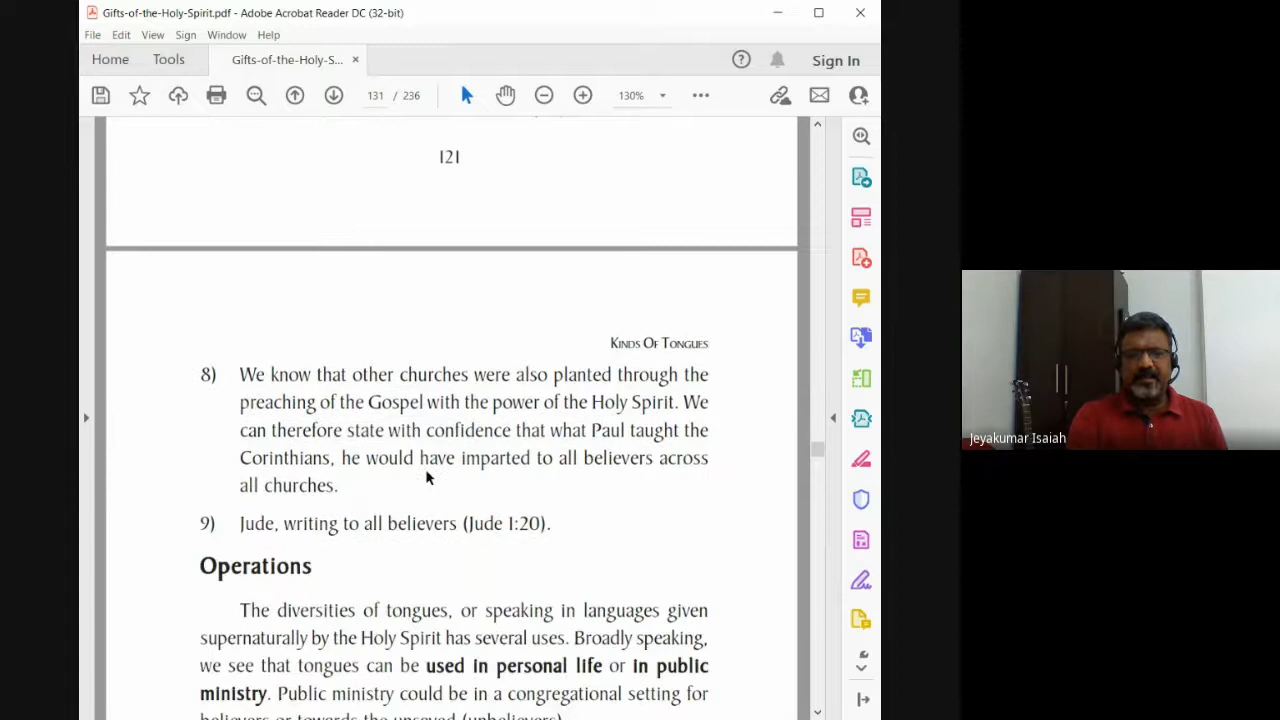 Gifts-of-the-Holy-Spirit.pdf - Adobe Acrobat Reader DC (32-bit)
File Edit View Sign Window Help
Home Tools Gifts-of-the-Holy-S... × Sign In
131 / 236 130%
121
KINDS OF TONGUES
8) We know that other churches were also planted through the
preaching of the Gospel with the power of the Holy Spirit. We
can therefore state with confidence that what Paul taught the
Corinthians, he would have imparted to all believers across
all churches.
9) Jude, writing to all believers (Jude 1:20).
Operations
The diversities of tongues, or speaking in languages given
supernaturally by the Holy Spirit has several uses. Broadly speaking,
we see that tongues can be used in personal life or in public
ministry. Public ministry could be in a congregational setting for
believers or towards the unsaved (unbelievers).
Jeyakumar Isaiah